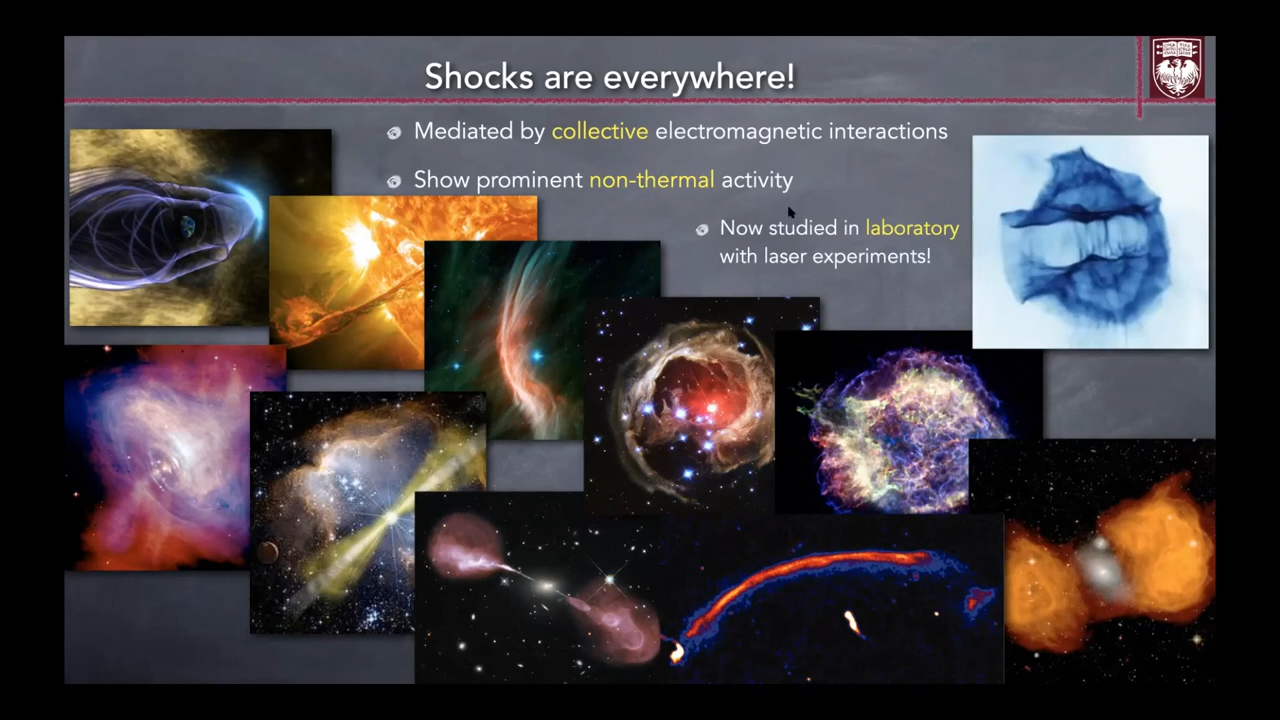 Shocks are everywhere!
Mediated by collective electromagnetic interactions
Show prominent non-thermal activity
Now studied in laboratory
with laser experiments!